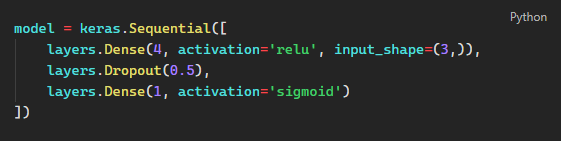 Python
model = keras.Sequential([
    layers.Dense(4, activation='relu', input_shape=(3,)),
    layers.Dropout(0.5),
    layers.Dense(1, activation='sigmoid')
])